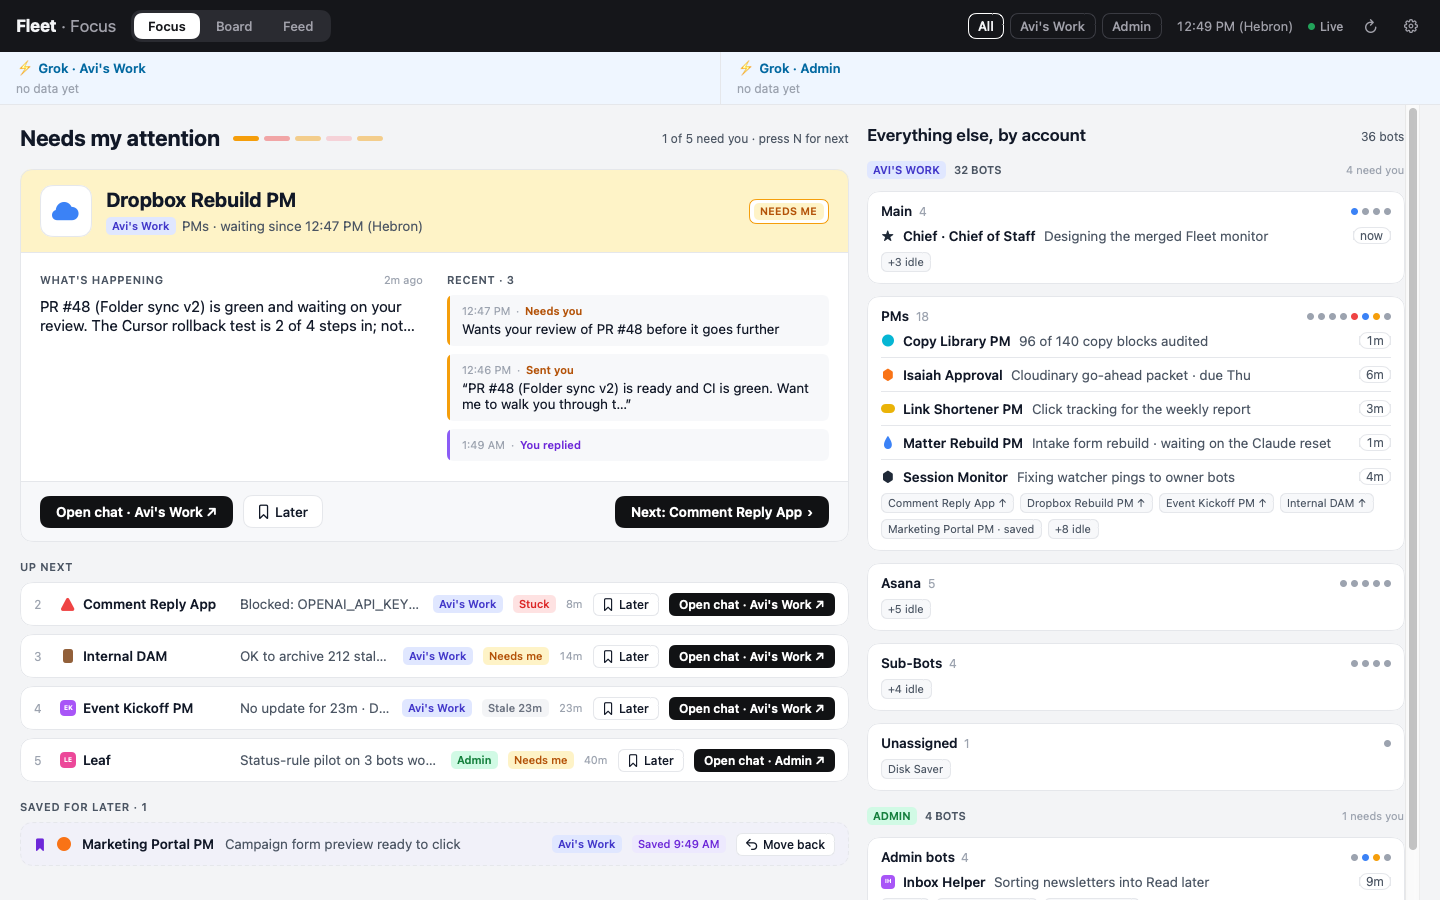 Fleet · Focus
Focus
Board
Feed
All
Avi's Work
Admin
12:49 PM (Hebron)
Live
Grok · Avi's Work
no data yet
Grok · Admin
no data yet
Needs my attention
1 of 5 need you · press N for next
Dropbox Rebuild PM
Avi's Work PMs · waiting since 12:47 PM (Hebron)
NEEDS ME
WHAT'S HAPPENING
2m ago
PR #48 (Folder sync v2) is green and waiting on your
review. The Cursor rollback test is 2 of 4 steps in; not...
RECENT · 3
12:47 PM · Needs you
Wants your review of PR #48 before it goes further
12:46 PM · Sent you
“PR #48 (Folder sync v2) is ready and CI is green. Want
me to walk you through t...”
1:49 AM · You replied
Open chat · Avi's Work ↗
Later
Next: Comment Reply App ›
UP NEXT
2 Comment Reply App Blocked: OPENAI_API_KEY... Avi's Work Stuck 8m Later Open chat · Avi's Work ↗
3 Internal DAM OK to archive 212 stal... Avi's Work Needs me 14m Later Open chat · Avi's Work ↗
4 EK Event Kickoff PM No update for 23m · D... Avi's Work Stale 23m 23m Later Open chat · Avi's Work ↗
5 LE Leaf Status-rule pilot on 3 bots wo... Admin Needs me 40m Later Open chat · Admin ↗
SAVED FOR LATER · 1
Marketing Portal PM Campaign form preview ready to click Avi's Work Saved 9:49 AM Move back
Everything else, by account
36 bots
AVI'S WORK 32 BOTS
4 need you
Main 4
Chief · Chief of Staff Designing the merged Fleet monitor now
+3 idle
PMs 18
Copy Library PM 96 of 140 copy blocks audited 1m
Isaiah Approval Cloudinary go-ahead packet · due Thu 6m
Link Shortener PM Click tracking for the weekly report 3m
Matter Rebuild PM Intake form rebuild · waiting on the Claude reset 1m
Session Monitor Fixing watcher pings to owner bots 4m
Comment Reply App ↑ Dropbox Rebuild PM ↑ Event Kickoff PM ↑ Internal DAM ↑
Marketing Portal PM · saved +8 idle
Asana 5
+5 idle
Sub-Bots 4
+4 idle
Unassigned 1
Disk Saver
ADMIN 4 BOTS
1 needs you
Admin bots 4
IH Inbox Helper Sorting newsletters into Read later 9m